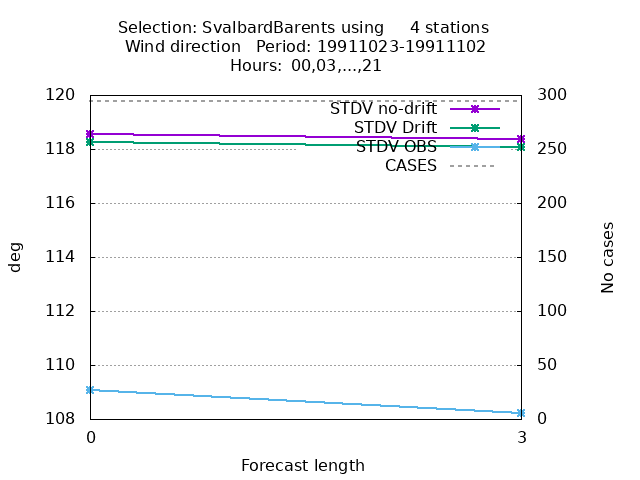 Selection: SvalbardBarents using     4 stations
Wind direction   Period: 19911023-19911102
Hours:  00,03,...,21
120
118
116
114
112
110
108
deg
300
250
200
150
100
50
0
No cases
STDV no-drift
STDV Drift
STDV OBS
CASES
0
3
Forecast length